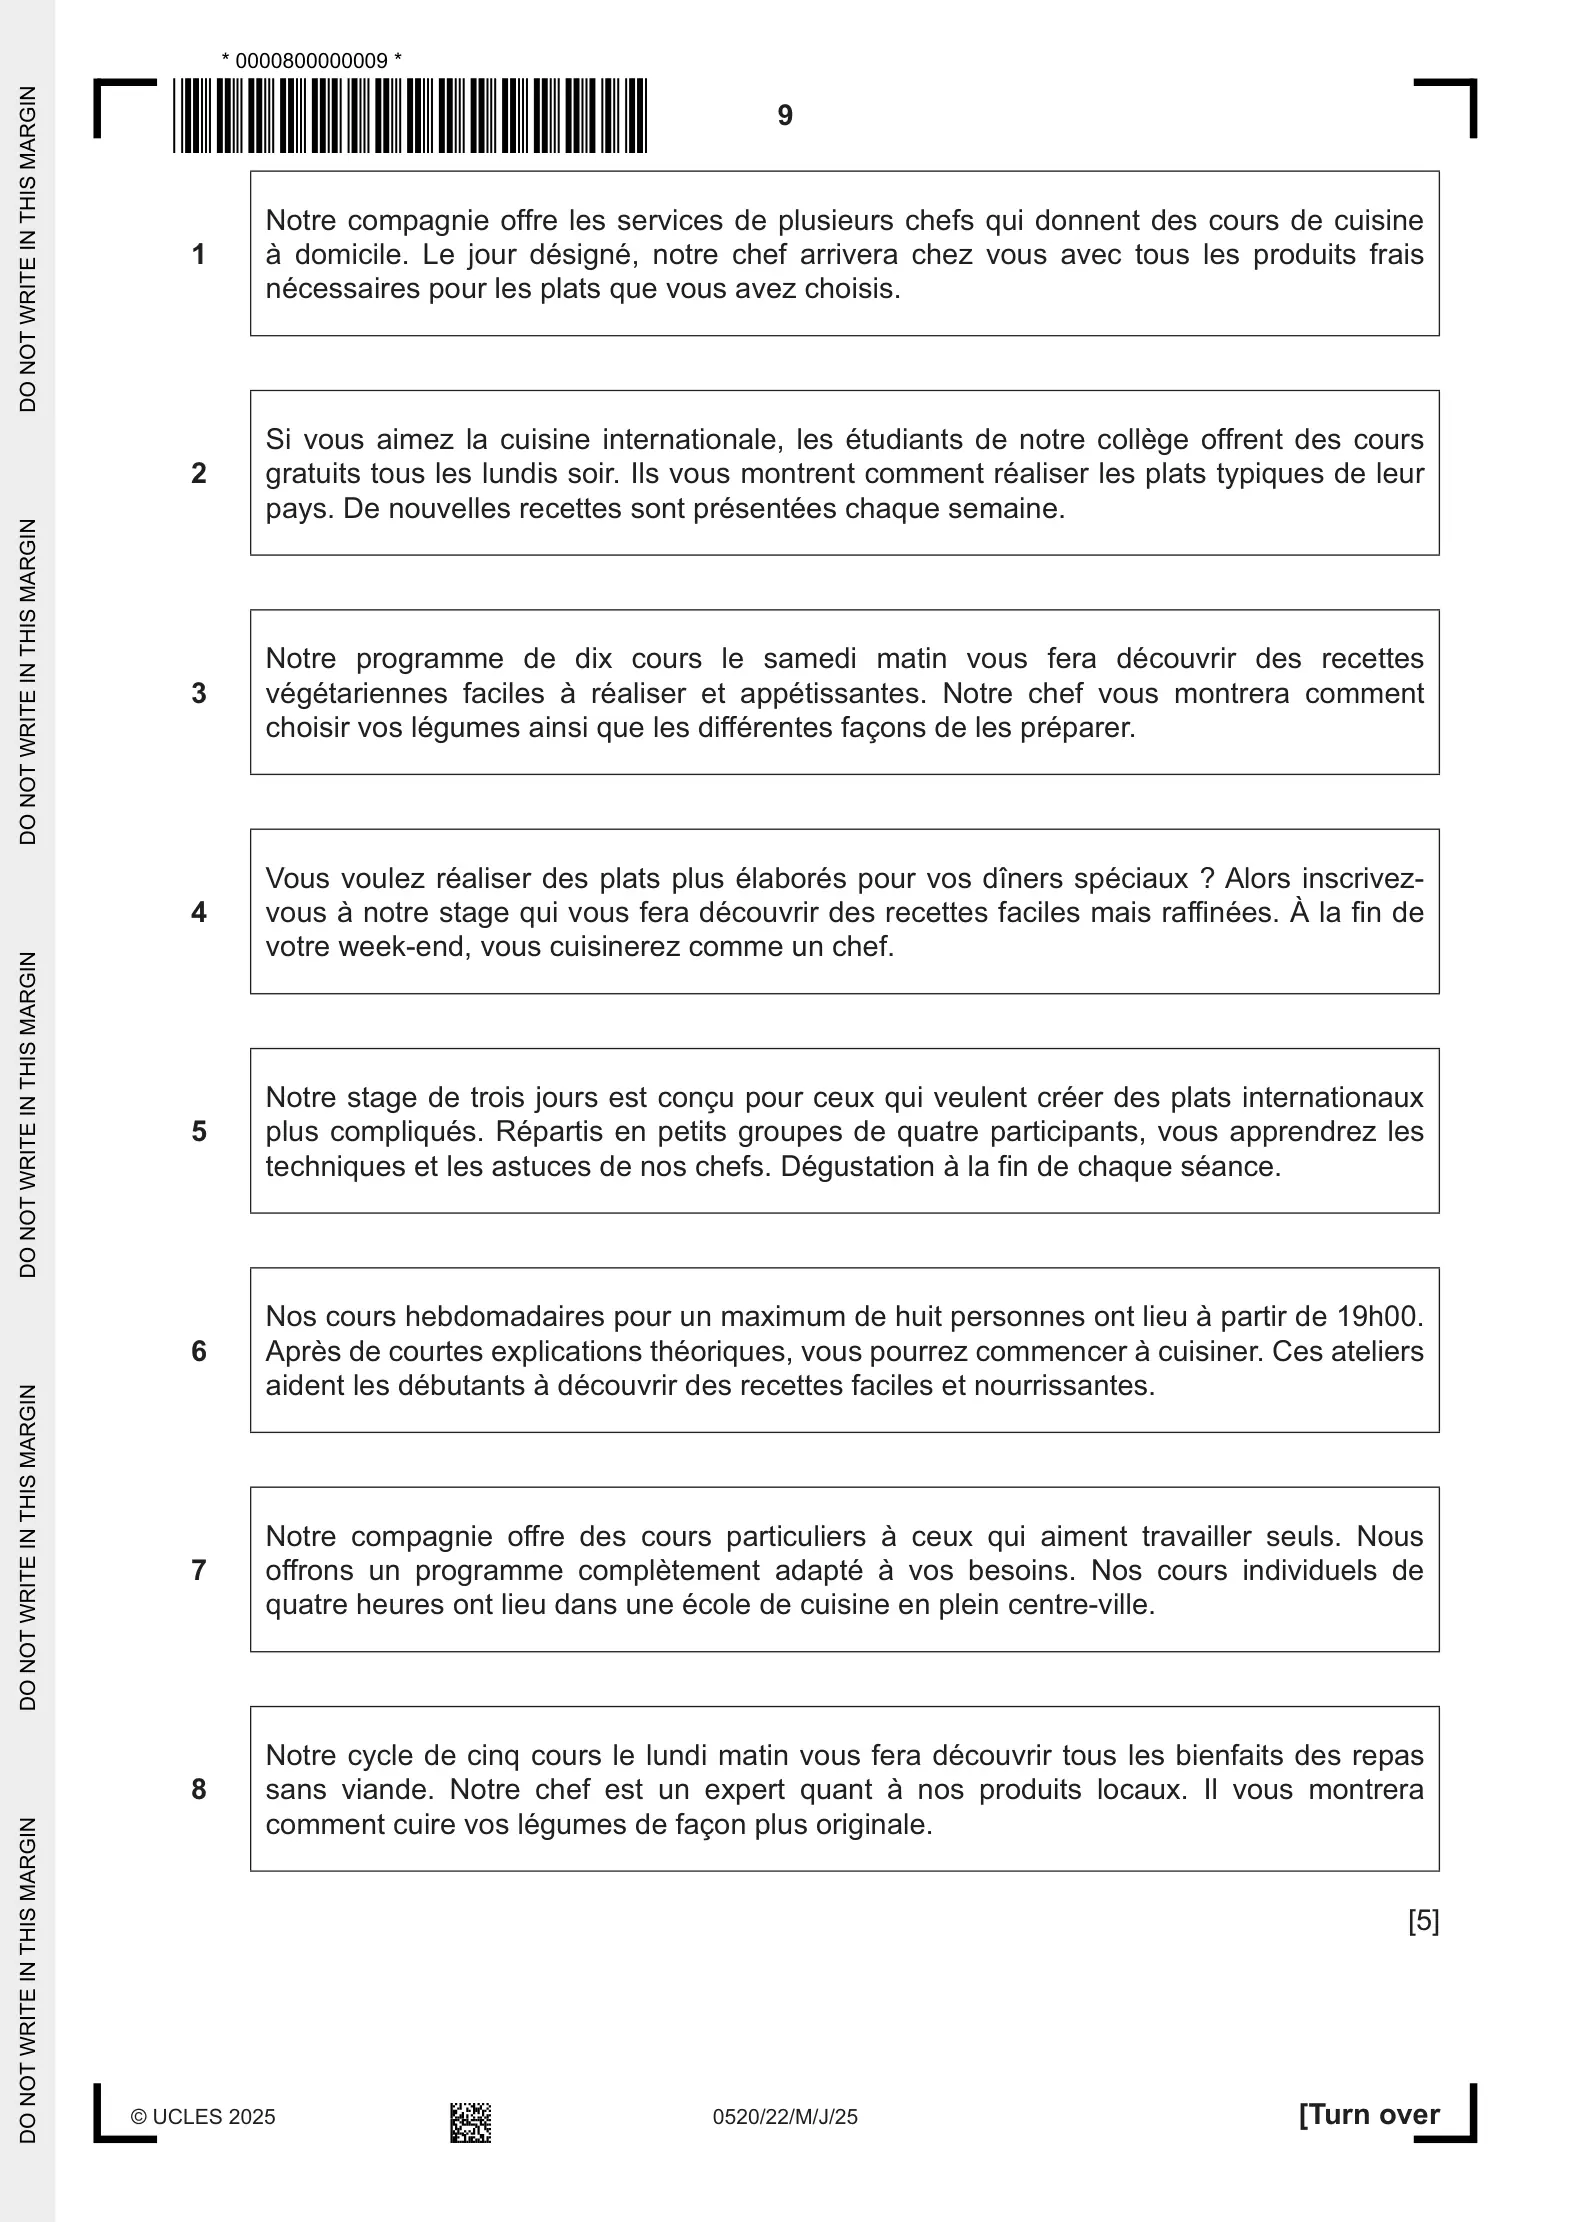 * 0000800000009 *
9
DO NOT WRITE IN THIS MARGIN
DO NOT WRITE IN THIS MARGIN
DO NOT WRITE IN THIS MARGIN
DO NOT WRITE IN THIS MARGIN
DO NOT WRITE IN THIS MARGIN
1
Notre compagnie offre les services de plusieurs chefs qui donnent des cours de cuisine
à domicile. Le jour désigné, notre chef arrivera chez vous avec tous les produits frais
nécessaires pour les plats que vous avez choisis.
2
Si vous aimez la cuisine internationale, les étudiants de notre collège offrent des cours
gratuits tous les lundis soir. Ils vous montrent comment réaliser les plats typiques de leur
pays. De nouvelles recettes sont présentées chaque semaine.
3
Notre programme de dix cours le samedi matin vous fera découvrir des recettes
végétariennes faciles à réaliser et appétissantes. Notre chef vous montrera comment
choisir vos légumes ainsi que les différentes façons de les préparer.
4
Vous voulez réaliser des plats plus élaborés pour vos dîners spéciaux ? Alors inscrivez-
vous à notre stage qui vous fera découvrir des recettes faciles mais raffinées. À la fin de
votre week-end, vous cuisinerez comme un chef.
5
Notre stage de trois jours est conçu pour ceux qui veulent créer des plats internationaux
plus compliqués. Répartis en petits groupes de quatre participants, vous apprendrez les
techniques et les astuces de nos chefs. Dégustation à la fin de chaque séance.
6
Nos cours hebdomadaires pour un maximum de huit personnes ont lieu à partir de 19h00.
Après de courtes explications théoriques, vous pourrez commencer à cuisiner. Ces ateliers
aident les débutants à découvrir des recettes faciles et nourrissantes.
7
Notre compagnie offre des cours particuliers à ceux qui aiment travailler seuls. Nous
offrons un programme complètement adapté à vos besoins. Nos cours individuels de
quatre heures ont lieu dans une école de cuisine en plein centre-ville.
8
Notre cycle de cinq cours le lundi matin vous fera découvrir tous les bienfaits des repas
sans viande. Notre chef est un expert quant à nos produits locaux. Il vous montrera
comment cuire vos légumes de façon plus originale.
[5]
© UCLES 2025
0520/22/M/J/25
[Turn over